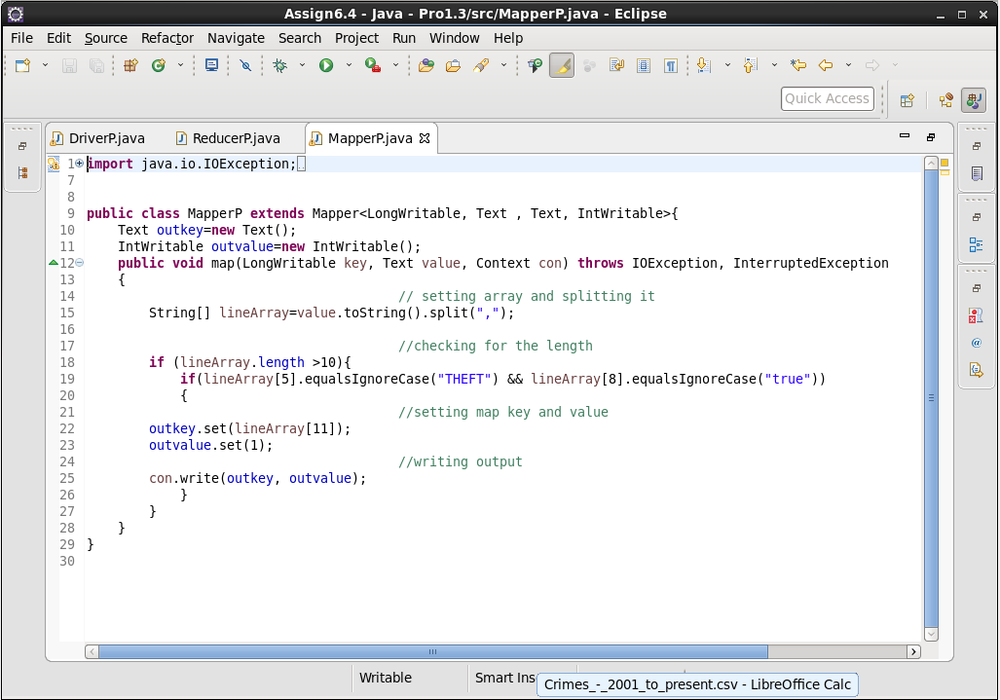 Assign6.4 - Java - Pro1.3/src/MapperP.java - Eclipse
File Edit Source Refactor Navigate Search Project Run Window Help
Quick Access
DriverP.java ReducerP.java MapperP.java
1 import java.io.IOException;
7
8
9 public class MapperP extends Mapper<LongWritable, Text , Text, IntWritable>{
10 Text outkey=new Text();
11 IntWritable outvalue=new IntWritable();
12 public void map(LongWritable key, Text value, Context con) throws IOException, InterruptedException
13 {
14 // setting array and splitting it
15 String[] lineArray=value.toString().split(",");
16
17 //checking for the length
18 if (lineArray.length >10){
19 if(lineArray[5].equalsIgnoreCase("THEFT") && lineArray[8].equalsIgnoreCase("true"))
20 {
21 //setting map key and value
22 outkey.set(lineArray[11]);
23 outvalue.set(1);
24 //writing output
25 con.write(outkey, outvalue);
26 }
27 }
28 }
29 }
30
Writable Smart Ins
Crimes_-_2001_to_present.csv - LibreOffice Calc